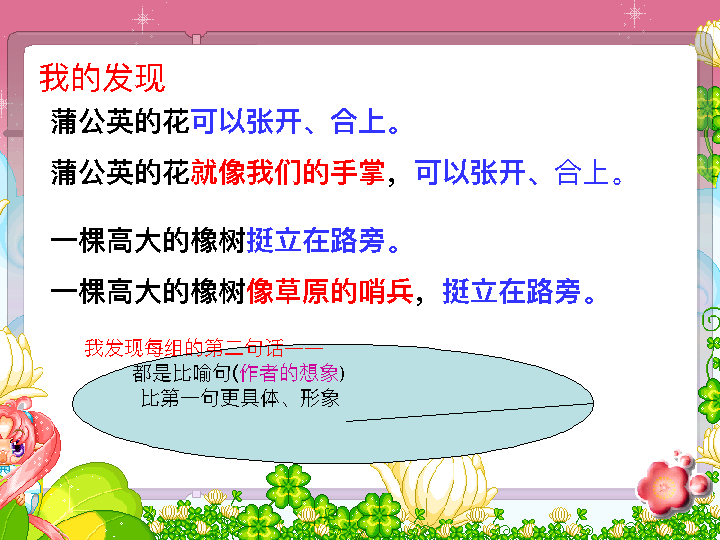 我的发现
蒲公英的花可以张开、合上。
蒲公英的花就像我们的手掌，可以张开、合上。
一棵高大的橡树挺立在路旁。
一棵高大的橡树像草原的哨兵，挺立在路旁。
我发现每组的第二句话——
都是比喻句(作者的想象)
比第一句更具体、形象